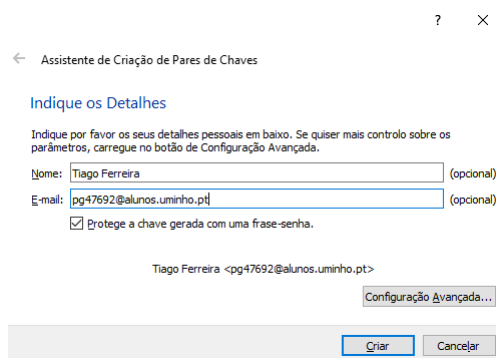 ?
Assistente de Criação de Pares de Chaves
Indique os Detalhes
Indique por favor os seus detalhes pessoais em baixo. Se quiser mais controlo sobre os
parâmetros, carregue no botão de Configuração Avançada.
Nome: Tiago Ferreira (opcional)
E-mail: pg47692@alunos.uminho.pt (opcional)
Protege a chave gerada com uma frase-senha.
Tiago Ferreira <pg47692@alunos.uminho.pt>
Configuração Avançada...
Criar Cancelar